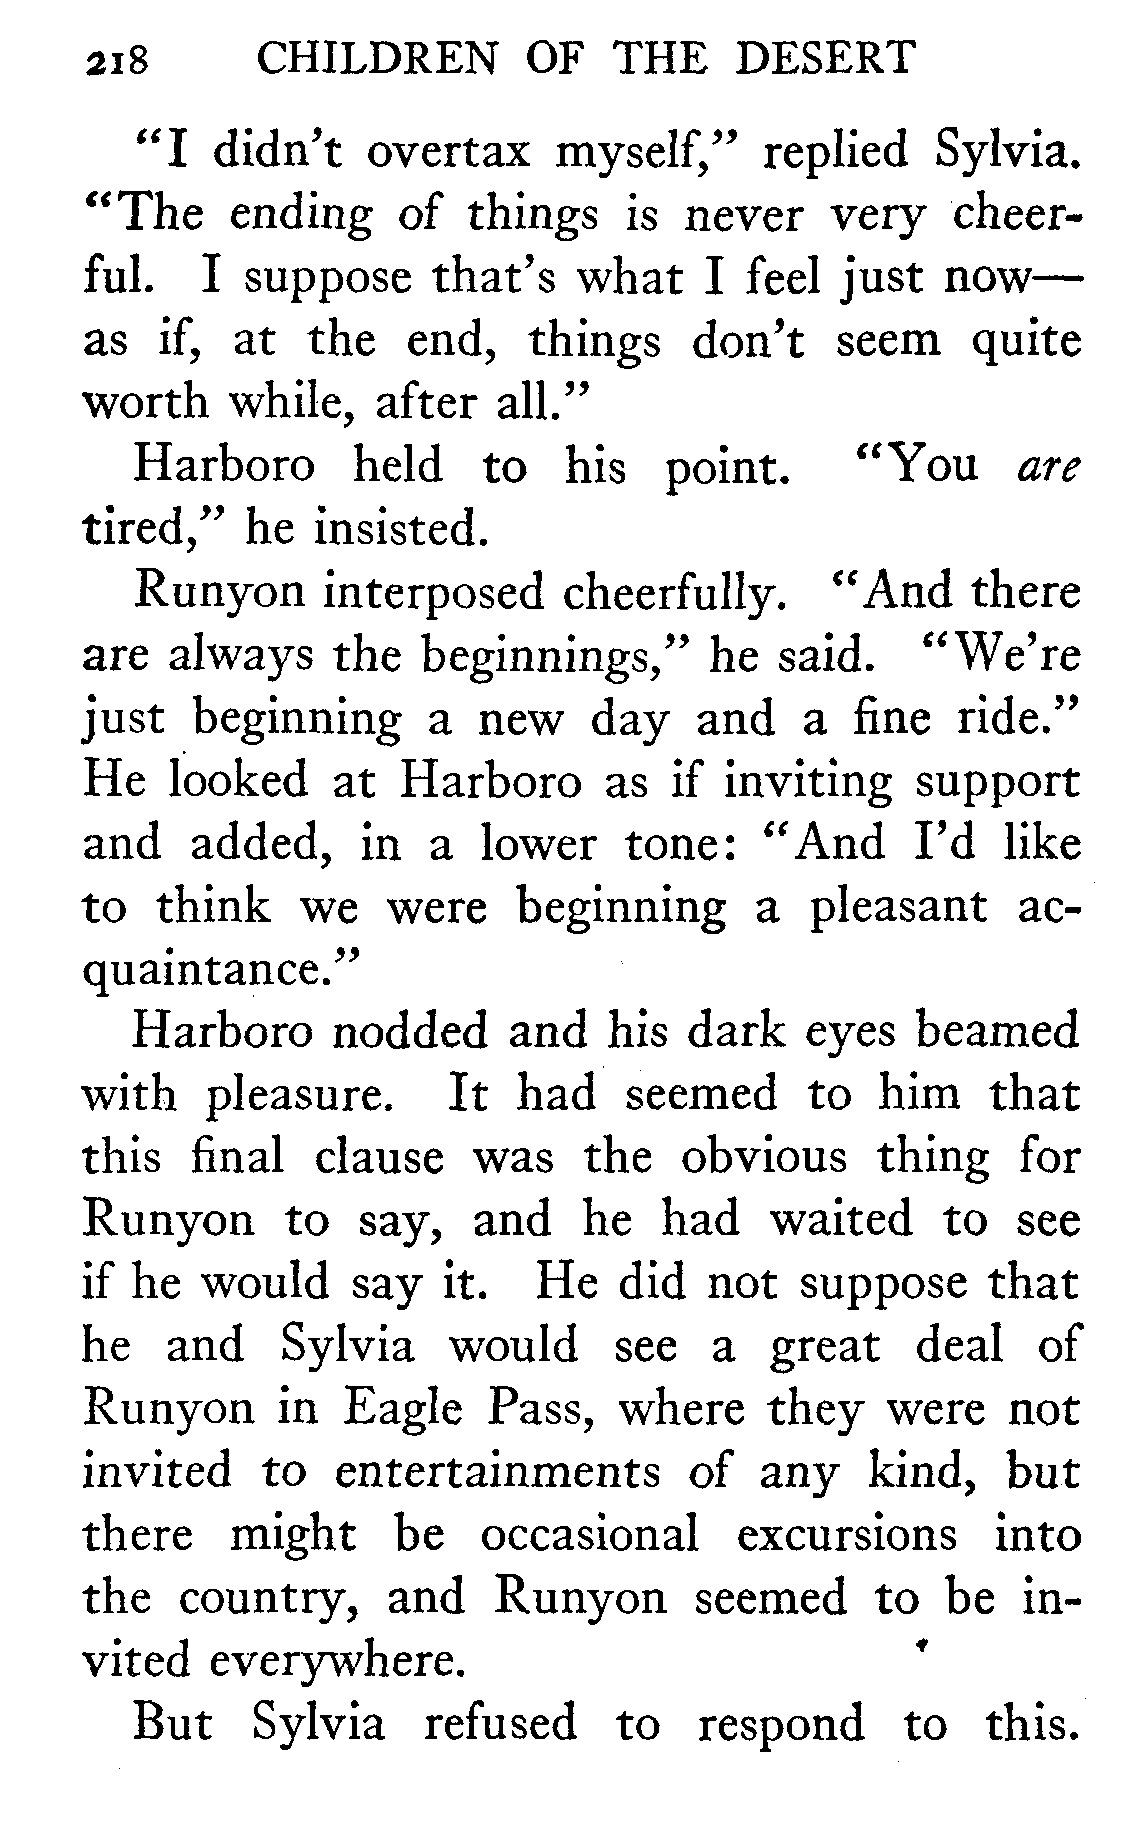 218 CHILDREN OF THE DESERT
“I didn’t overtax myself,” replied Sylvia.
“The ending of things is never very cheer-
ful. I suppose that’s what I feel just now—
as if, at the end, things don’t seem quite
worth while, after all.”
Harboro held to his point. “You are
tired,” he insisted.
Runyon interposed cheerfully. “And there
are always the beginnings,” he said. “We’re
just beginning a new day and a fine ride.”
He looked at Harboro as if inviting support
and added, in a lower tone: “And I’d like
to think we were beginning a pleasant ac-
quaintance.”
Harboro nodded and his dark eyes beamed
with pleasure. It had seemed to him that
this final clause was the obvious thing for
Runyon to say, and he had waited to see
if he would say it. He did not suppose that
he and Sylvia would see a great deal of
Runyon in Eagle Pass, where they were not
invited to entertainments of any kind, but
there might be occasional excursions into
the country, and Runyon seemed to be in-
vited everywhere.
But Sylvia refused to respond to this.